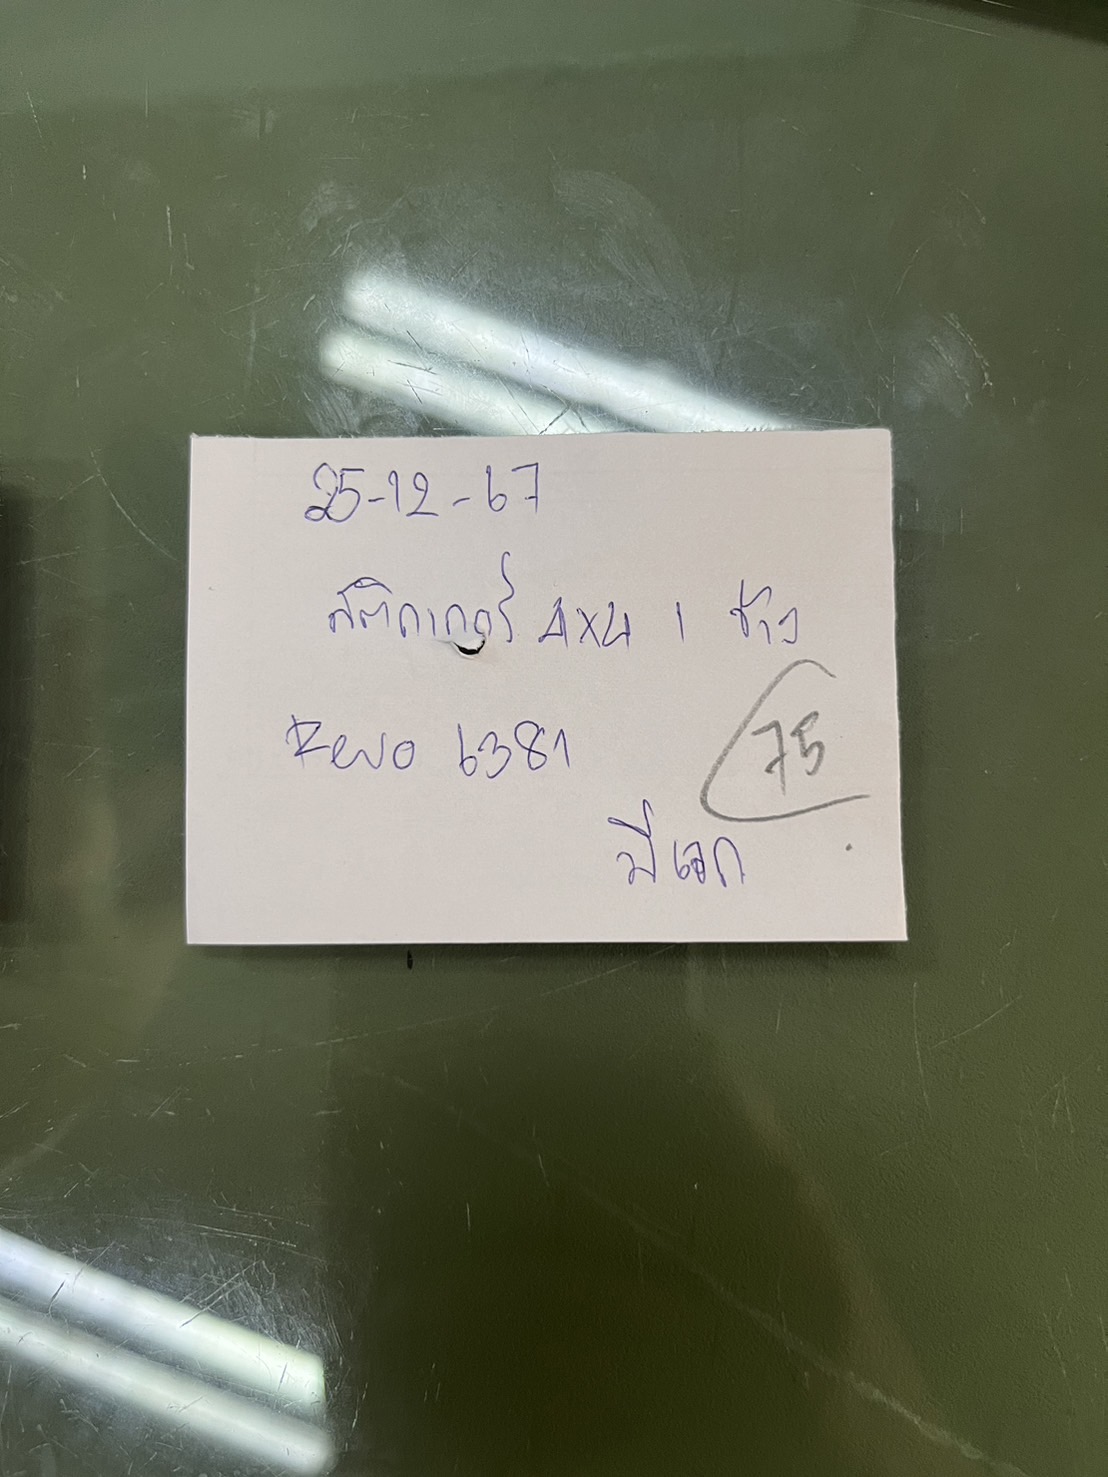 25-12-67
สติกเกอร์ 4x4 1 ข้าง
Revo 6381
75
บีเอก